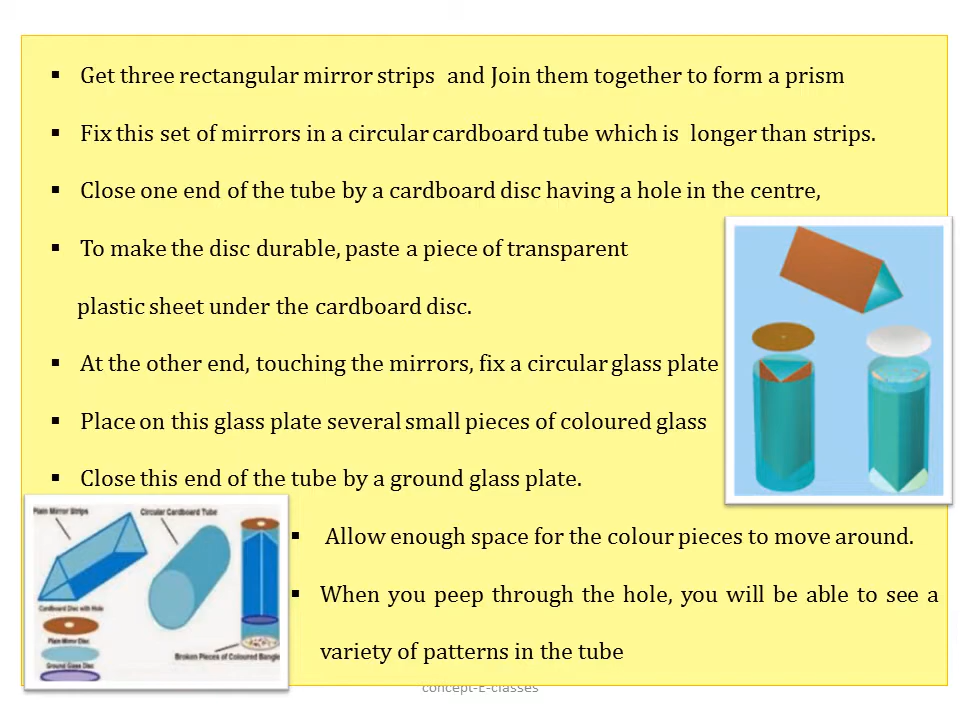 ▪ Get three rectangular mirror strips and Join them together to form a prism
▪ Fix this set of mirrors in a circular cardboard tube which is longer than strips.
▪ Close one end of the tube by a cardboard disc having a hole in the centre,
▪ To make the disc durable, paste a piece of transparent
plastic sheet under the cardboard disc.
▪ At the other end, touching the mirrors, fix a circular glass plate
▪ Place on this glass plate several small pieces of coloured glass
▪ Close this end of the tube by a ground glass plate.
Plain Mirror Strips
Circular Cardboard Tube
Cardboard Disc with Hole
Plain Mirror Disc
Ground Glass Disc
Broken Pieces of Coloured Bangle
▪ Allow enough space for the colour pieces to move around.
▪ When you peep through the hole, you will be able to see a
variety of patterns in the tube
concept-E-classes